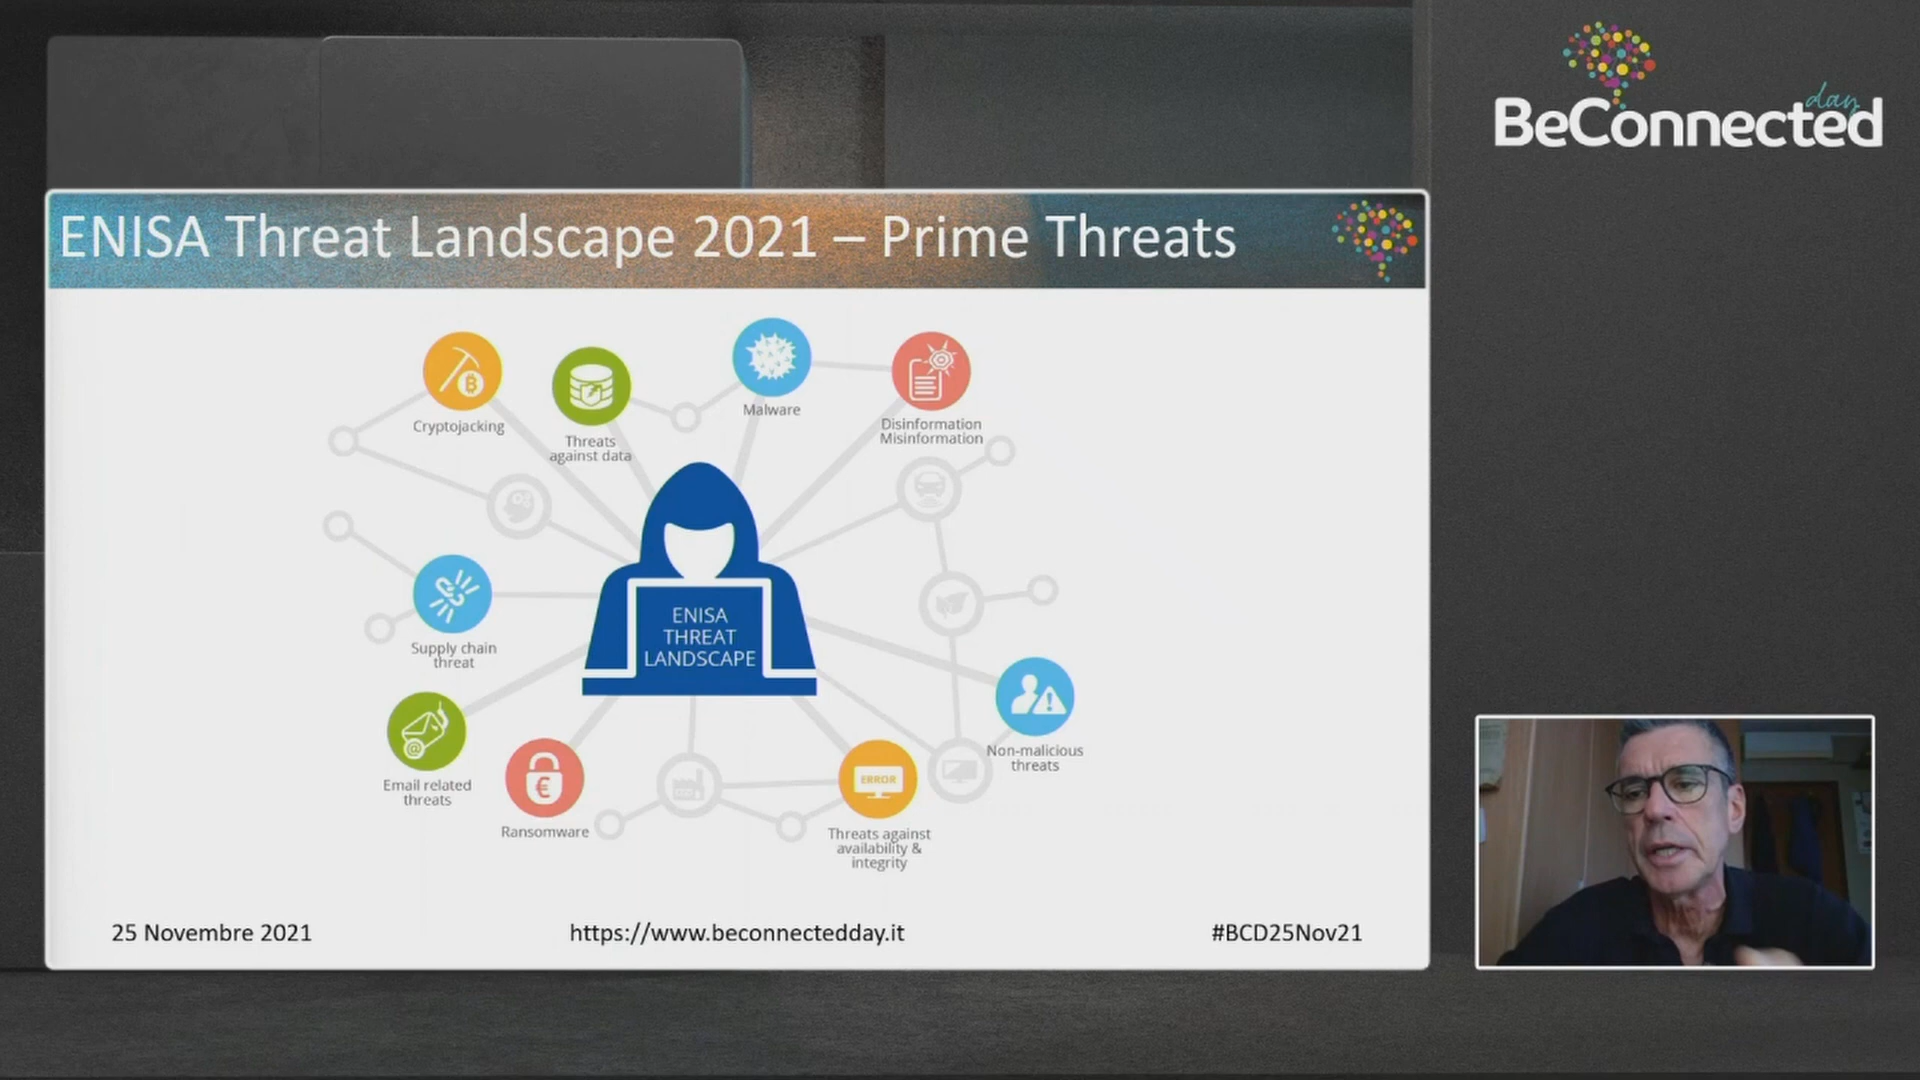 day
BeConnected
ENISA Threat Landscape 2021 – Prime Threats
Cryptojacking
Threats
against data
Malware
Disinformation
Misinformation
ENISA
THREAT
LANDSCAPE
Supply chain
threat
Non-malicious
threats
@
Email related
threats
€
Ransomware
ERROR
Threats against
availability &
integrity
25 Novembre 2021
https://www.beconnectedday.it
#BCD25Nov21